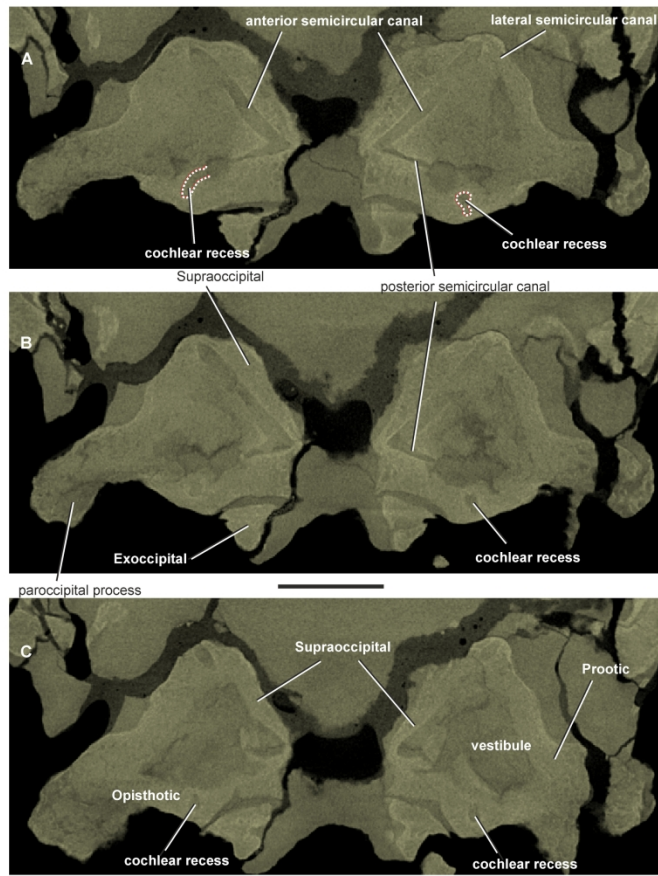 anterior semicircular canal
lateral semicircular canal
A
cochlear recess
cochlear recess
Supraoccipital
posterior semicircular canal
B
Exoccipital
cochlear recess
paroccipital process
C
Supraoccipital
Prootic
vestibule
Opisthotic
cochlear recess
cochlear recess